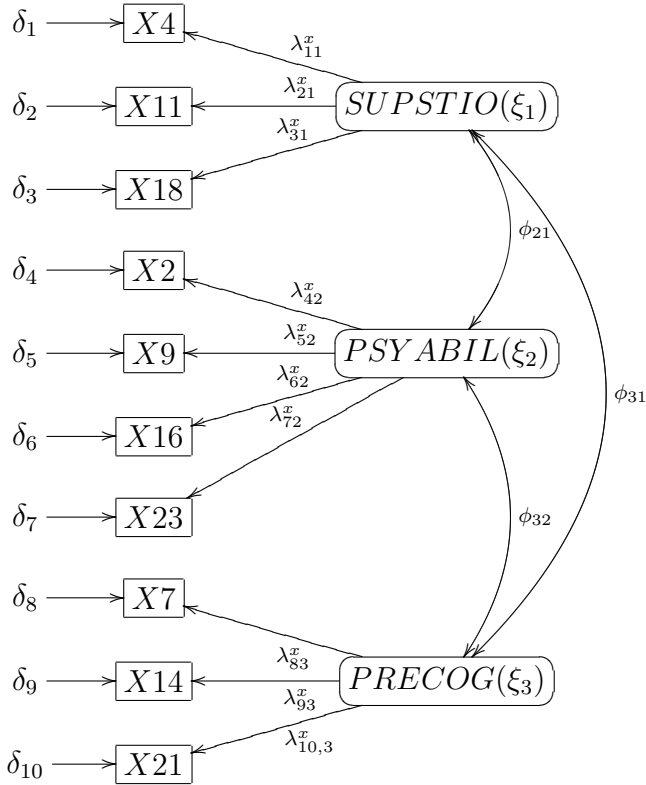 δ₁ X4
λˣ₁₁
δ₂ X11 λˣ₂₁ SUPSTIO(ξ₁)
λˣ₃₁
δ₃ X18
ϕ₂₁
δ₄ X2
λˣ₄₂
δ₅ X9 λˣ₅₂ PSYABIL(ξ₂)
λˣ₆₂
ϕ₃₁
λˣ₇₂
δ₆ X16
δ₇ X23
ϕ₃₂
δ₈ X7
λˣ₈₃
δ₉ X14 PRECOG(ξ₃)
λˣ₉₃
λˣ₁₀,₃
δ₁₀ X21